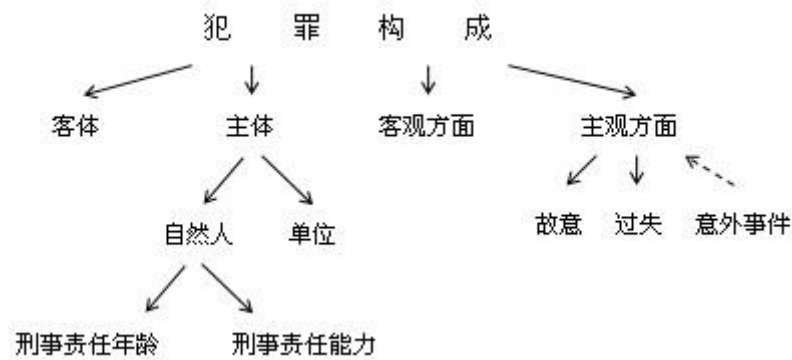 犯罪构成
客体 主体 客观方面 主观方面
自然人 单位 故意 过失 意外事件
刑事责任年龄 刑事责任能力